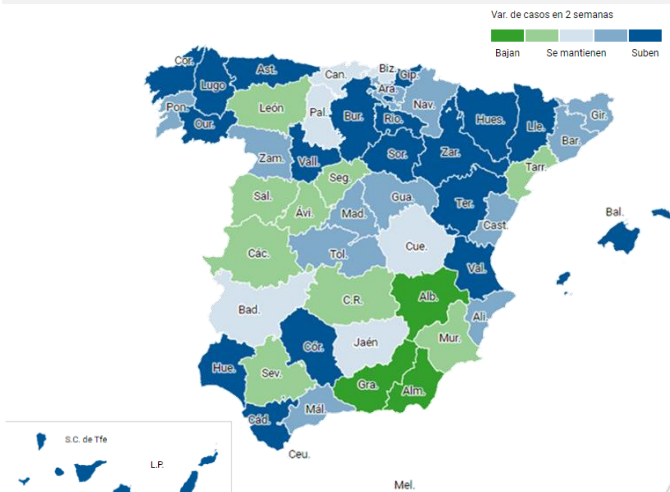 Var. de casos en 2 semanas
Bajan Se mantienen Suben
Cór. Lugo Ast. Can. Biz. Gip.
Pon. Our. León Pal. Bur. Ara. Nav.
Rio. Hues. Lle. Gir.
Zam. Vall. Sor. Zar. Bar.
Tarr.
Sal. Seg. Ávi. Mad. Gua. Ter.
Bal.
Cast.
Các. Tol. Cue.
Val.
Bad. C.R. Alb. Ali
Hue. Cór. Jaén Mur.
Sev. Gra. Alm.
Cád. Mál.
Ceu.
Mel.
S.C. de Tfe
L.P.